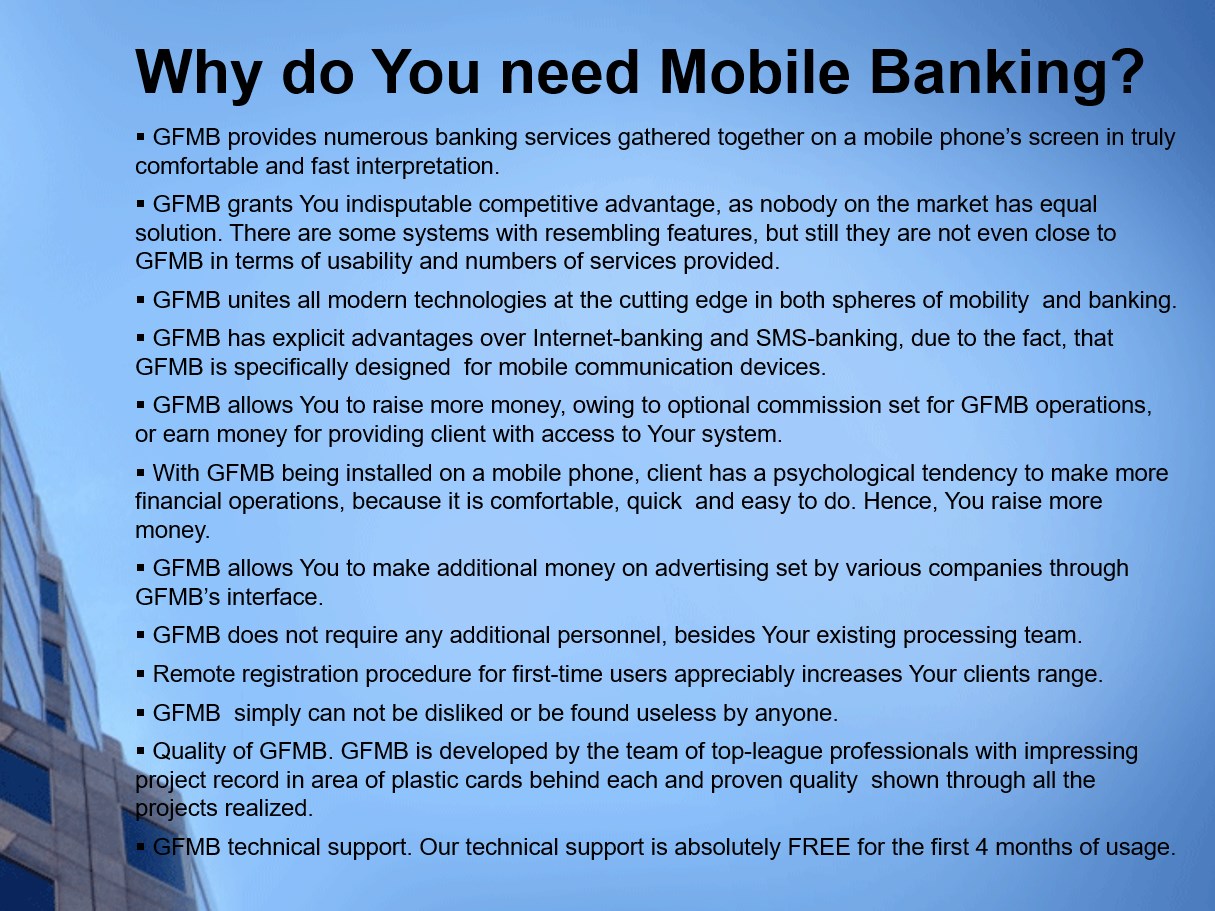 Why do You need Mobile Banking?
▪ GFMB provides numerous banking services gathered together on a mobile phone’s screen in truly
comfortable and fast interpretation.
▪ GFMB grants You indisputable competitive advantage, as nobody on the market has equal
solution. There are some systems with resembling features, but still they are not even close to
GFMB in terms of usability and numbers of services provided.
▪ GFMB unites all modern technologies at the cutting edge in both spheres of mobility  and banking.
▪ GFMB has explicit advantages over Internet-banking and SMS-banking, due to the fact, that
GFMB is specifically designed  for mobile communication devices.
▪ GFMB allows You to raise more money, owing to optional commission set for GFMB operations,
or earn money for providing client with access to Your system.
▪ With GFMB being installed on a mobile phone, client has a psychological tendency to make more
financial operations, because it is comfortable, quick  and easy to do. Hence, You raise more
money.
▪ GFMB allows You to make additional money on advertising set by various companies through
GFMB’s interface.
▪ GFMB does not require any additional personnel, besides Your existing processing team.
▪ Remote registration procedure for first-time users appreciably increases Your clients range.
▪ GFMB  simply can not be disliked or be found useless by anyone.
▪ Quality of GFMB. GFMB is developed by the team of top-league professionals with impressing
project record in area of plastic cards behind each and proven quality  shown through all the
projects realized.
▪ GFMB technical support. Our technical support is absolutely FREE for the first 4 months of usage.